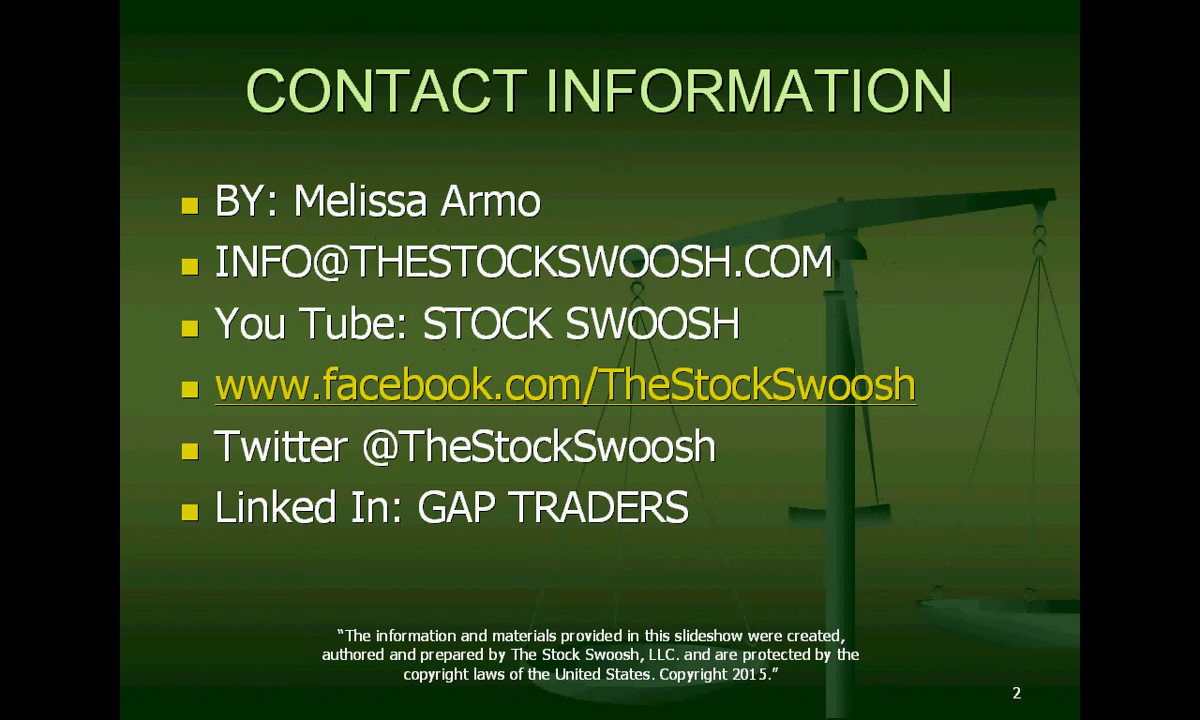 CONTACT INFORMATION
BY: Melissa Armo
INFO@THESTOCKSWOOSH.COM
You Tube: STOCK SWOOSH
www.facebook.com/TheStockSwoosh
Twitter @TheStockSwoosh
Linked In: GAP TRADERS
“The information and materials provided in this slideshow were created,
authored and prepared by The Stock Swoosh, LLC. and are protected by the
copyright laws of the United States. Copyright 2015.”
2